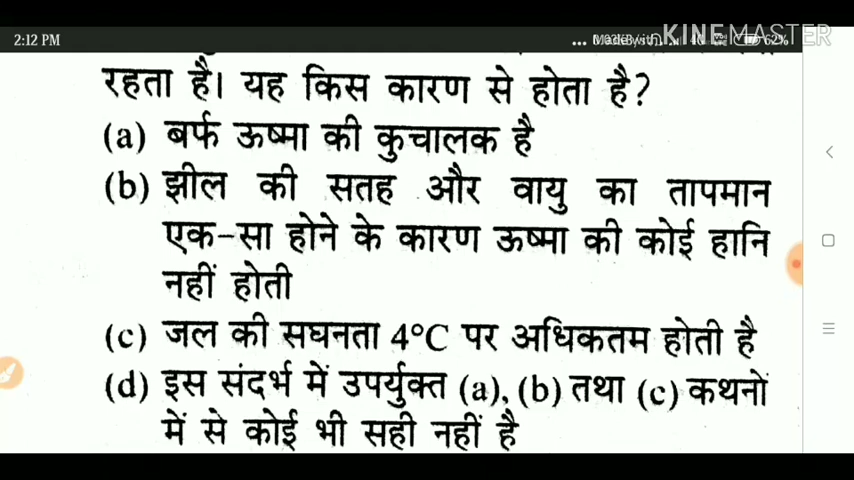 2:12 PM
KINEMASTER
62%
रहता है। यह किस कारण से होता है?
(a) बर्फ ऊष्मा की कुचालक है
(b) झील की सतह और वायु का तापमान
एक-सा होने के कारण ऊष्मा की कोई हानि
नहीं होती
(c) जल की सघनता 4°C पर अधिकतम होती है
(d) इस संदर्भ में उपर्युक्त (a), (b) तथा (c) कथनों
में से कोई भी सही नहीं है